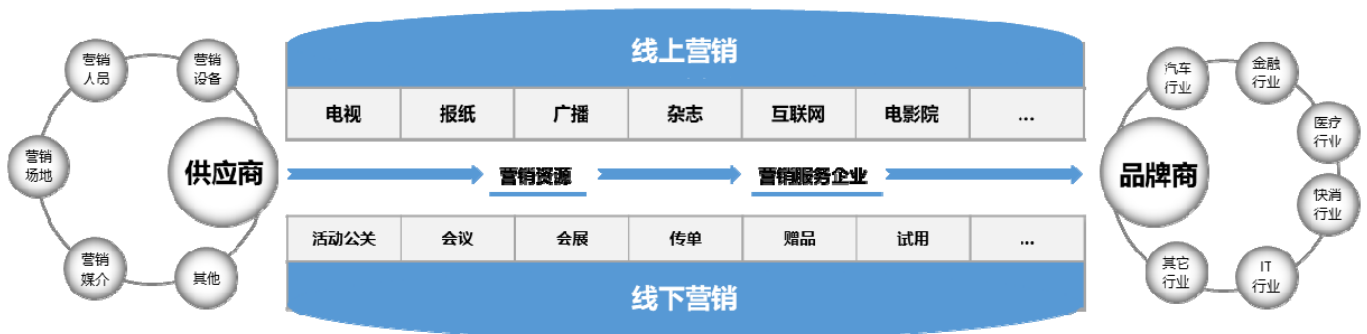 线上营销
营销
人员
营销
设备
营销
场地
供应商
营销
媒介
其他
电视 报纸 广播 杂志 互联网 电影院 ...
营销资源 营销服务企业
活动公关 会议 会展 传单 赠品 试用 ...
线下营销
汽车
行业
金融
行业
医疗
行业
品牌商
快消
行业
其它
行业
IT
行业